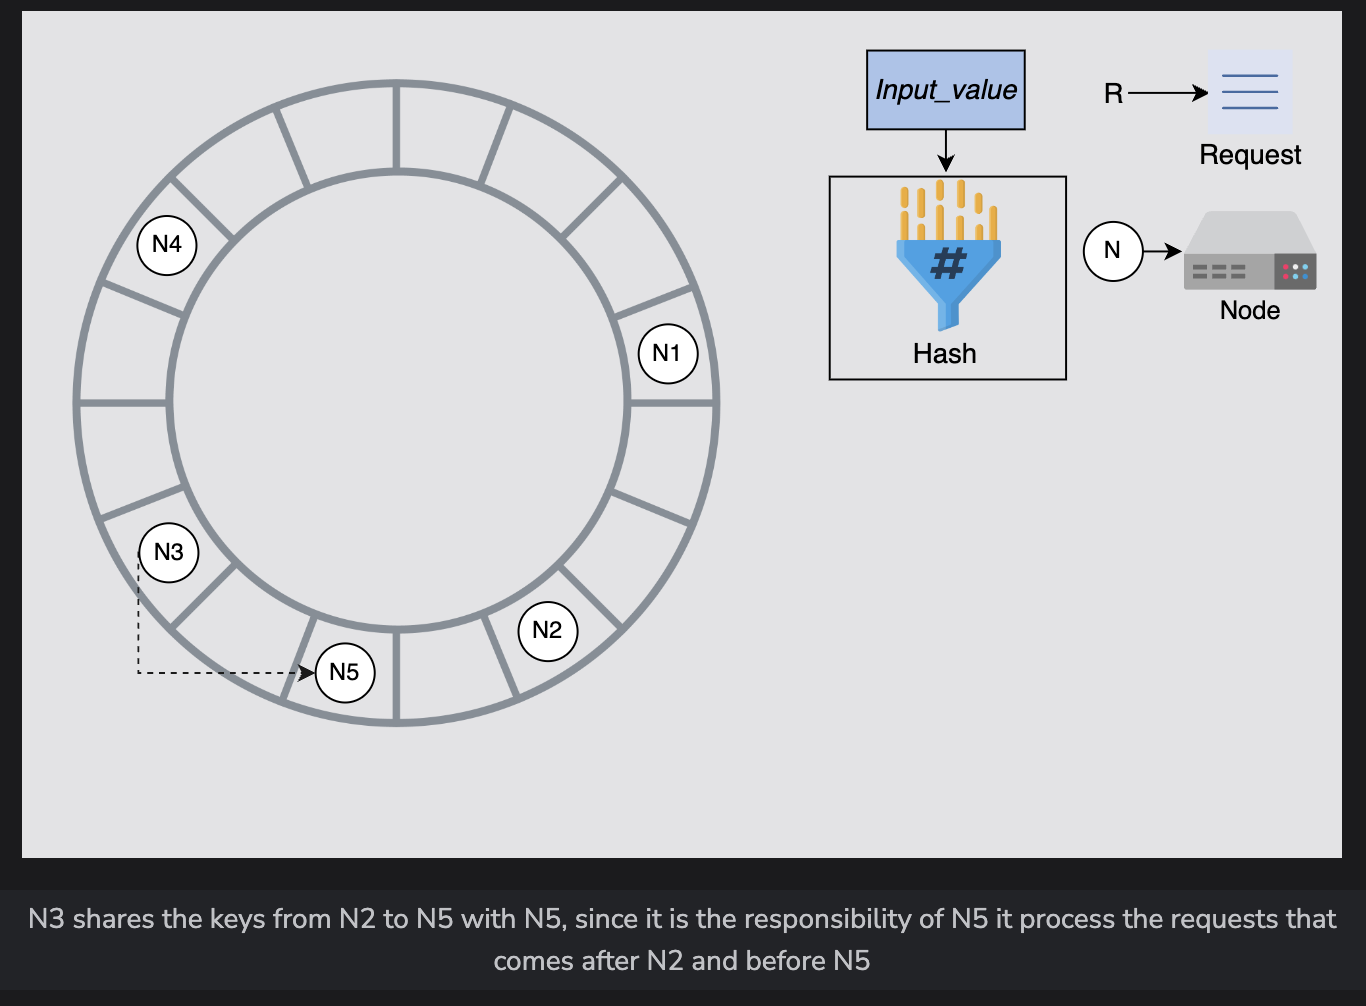 Input_value
R
Request
#
Hash
N
Node
N4
N1
N3
N2
N5
N3 shares the keys from N2 to N5 with N5, since it is the responsibility of N5 it process the requests that
comes after N2 and before N5